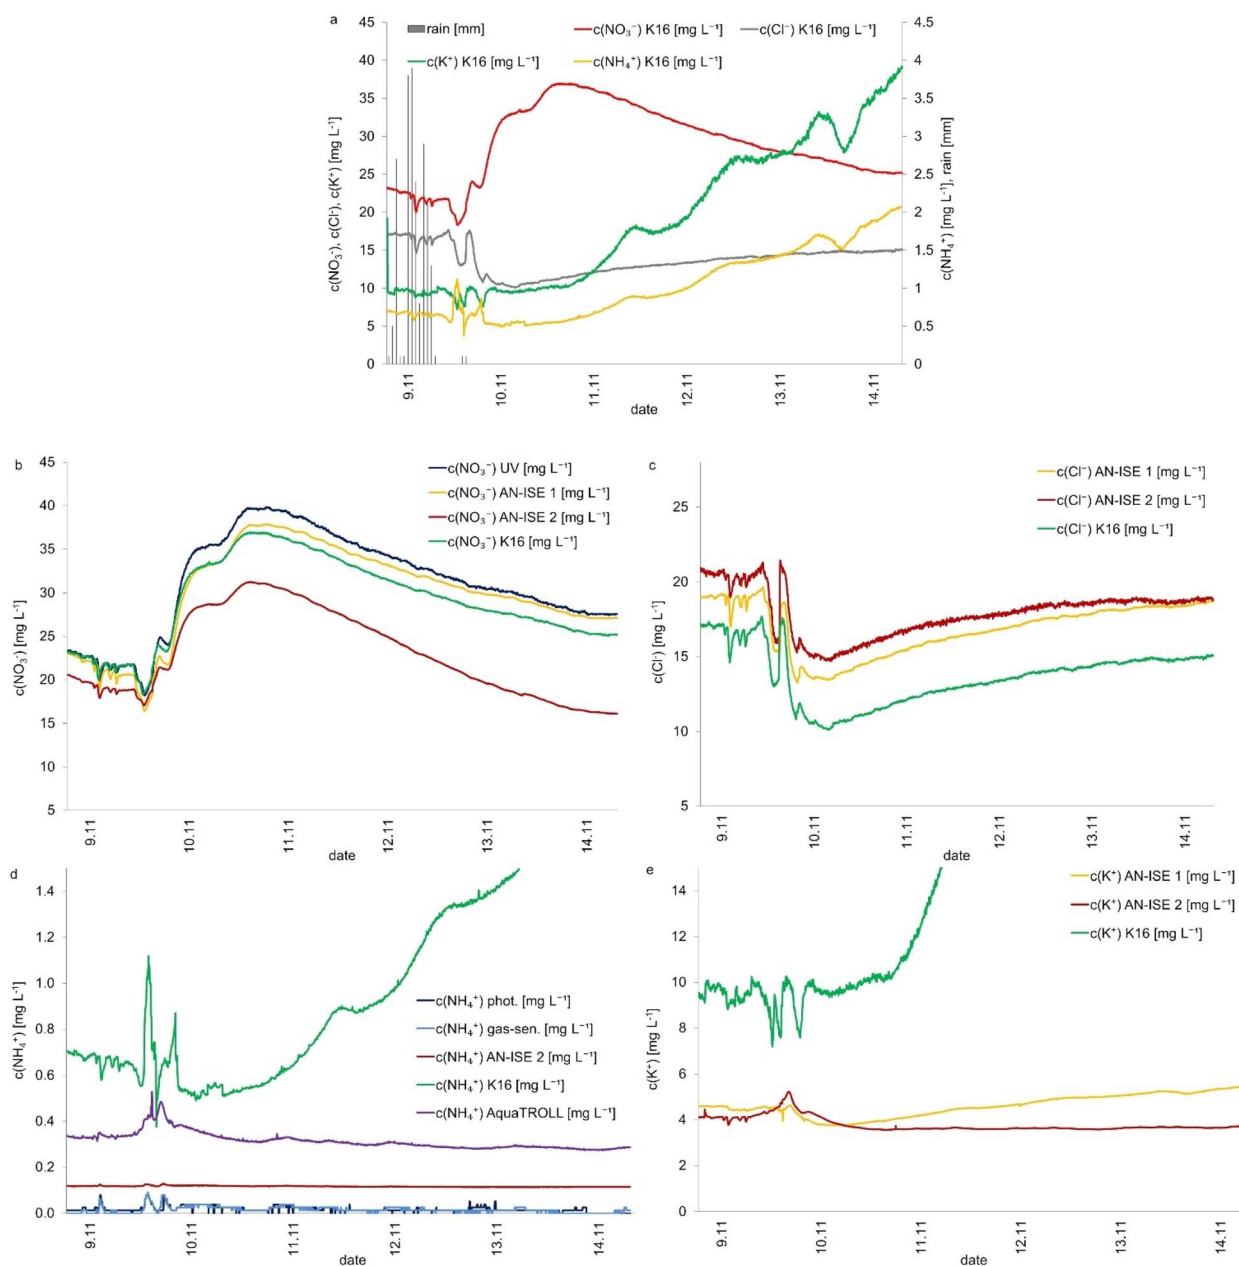 a
rain [mm]
c(NO₃⁻) K16 [mg L⁻¹]
c(Cl⁻) K16 [mg L⁻¹]
c(K⁺) K16 [mg L⁻¹]
c(NH₄⁺) K16 [mg L⁻¹]
45
40
35
30
25
20
15
10
5
0
c(NO₃⁻), c(Cl⁻), c(K⁺) [mg L⁻¹]
4.5
4
3.5
3
2.5
2
1.5
1
0.5
0
c(NH₄⁺) [mg L⁻¹], rain [mm]
9.11
10.11
11.11
12.11
13.11
14.11
date
b
c(NO₃⁻) UV [mg L⁻¹]
c(NO₃⁻) AN-ISE 1 [mg L⁻¹]
c(NO₃⁻) AN-ISE 2 [mg L⁻¹]
c(NO₃⁻) K16 [mg L⁻¹]
45
40
35
30
25
20
15
10
5
c(NO₃⁻) [mg L⁻¹]
9.11
10.11
11.11
12.11
13.11
14.11
date
c
c(Cl⁻) AN-ISE 1 [mg L⁻¹]
c(Cl⁻) AN-ISE 2 [mg L⁻¹]
c(Cl⁻) K16 [mg L⁻¹]
25
20
15
10
5
c(Cl⁻) [mg L⁻¹]
9.11
10.11
11.11
12.11
13.11
14.11
date
d
1.4
1.2
1.0
0.8
0.6
0.4
0.2
0.0
c(NH₄⁺) [mg L⁻¹]
c(NH₄⁺) phot. [mg L⁻¹]
c(NH₄⁺) gas-sen. [mg L⁻¹]
c(NH₄⁺) AN-ISE 2 [mg L⁻¹]
c(NH₄⁺) K16 [mg L⁻¹]
c(NH₄⁺) AquaTROLL [mg L⁻¹]
9.11
10.11
11.11
12.11
13.11
14.11
date
e
c(K⁺) AN-ISE 1 [mg L⁻¹]
c(K⁺) AN-ISE 2 [mg L⁻¹]
c(K⁺) K16 [mg L⁻¹]
14
12
10
8
6
4
2
0
c(K⁺) [mg L⁻¹]
9.11
10.11
11.11
12.11
13.11
14.11
date